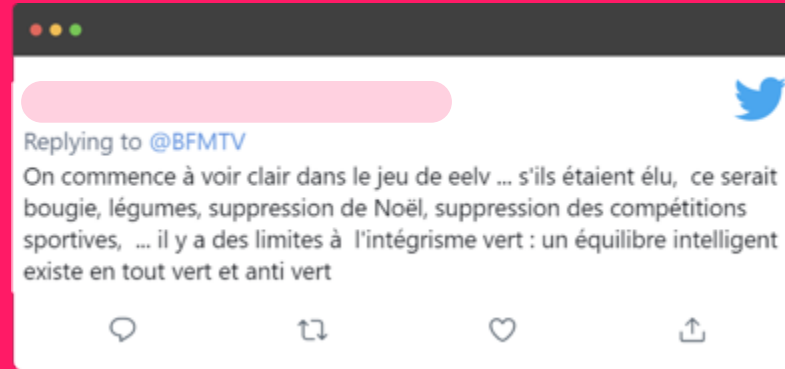 Replying to @BFMTV
On commence à voir clair dans le jeu de eelv ... s'ils étaient élu, ce serait
bougie, légumes, suppression de Noël, suppression des compétitions
sportives, ... il y a des limites à l'intégrisme vert : un équilibre intelligent
existe en tout vert et anti vert